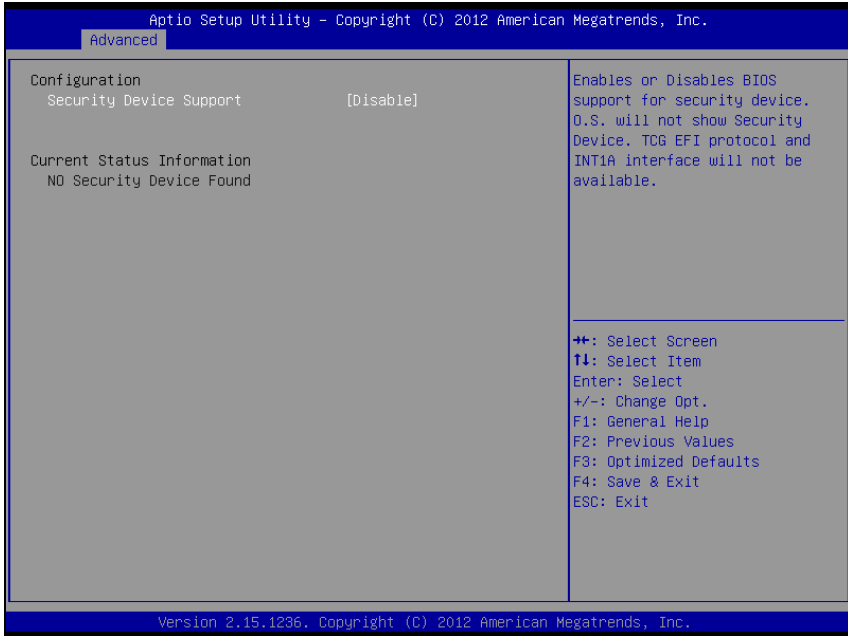 Aptio Setup Utility – Copyright (C) 2012 American Megatrends, Inc.
Advanced
Configuration
Security Device Support [Disable]
Current Status Information
NO Security Device Found
Enables or Disables BIOS
support for security device.
O.S. will not show Security
Device. TCG EFI protocol and
INT1A interface will not be
available.
→←: Select Screen
↑↓: Select Item
Enter: Select
+/-: Change Opt.
F1: General Help
F2: Previous Values
F3: Optimized Defaults
F4: Save & Exit
ESC: Exit
Version 2.15.1236. Copyright (C) 2012 American Megatrends, Inc.